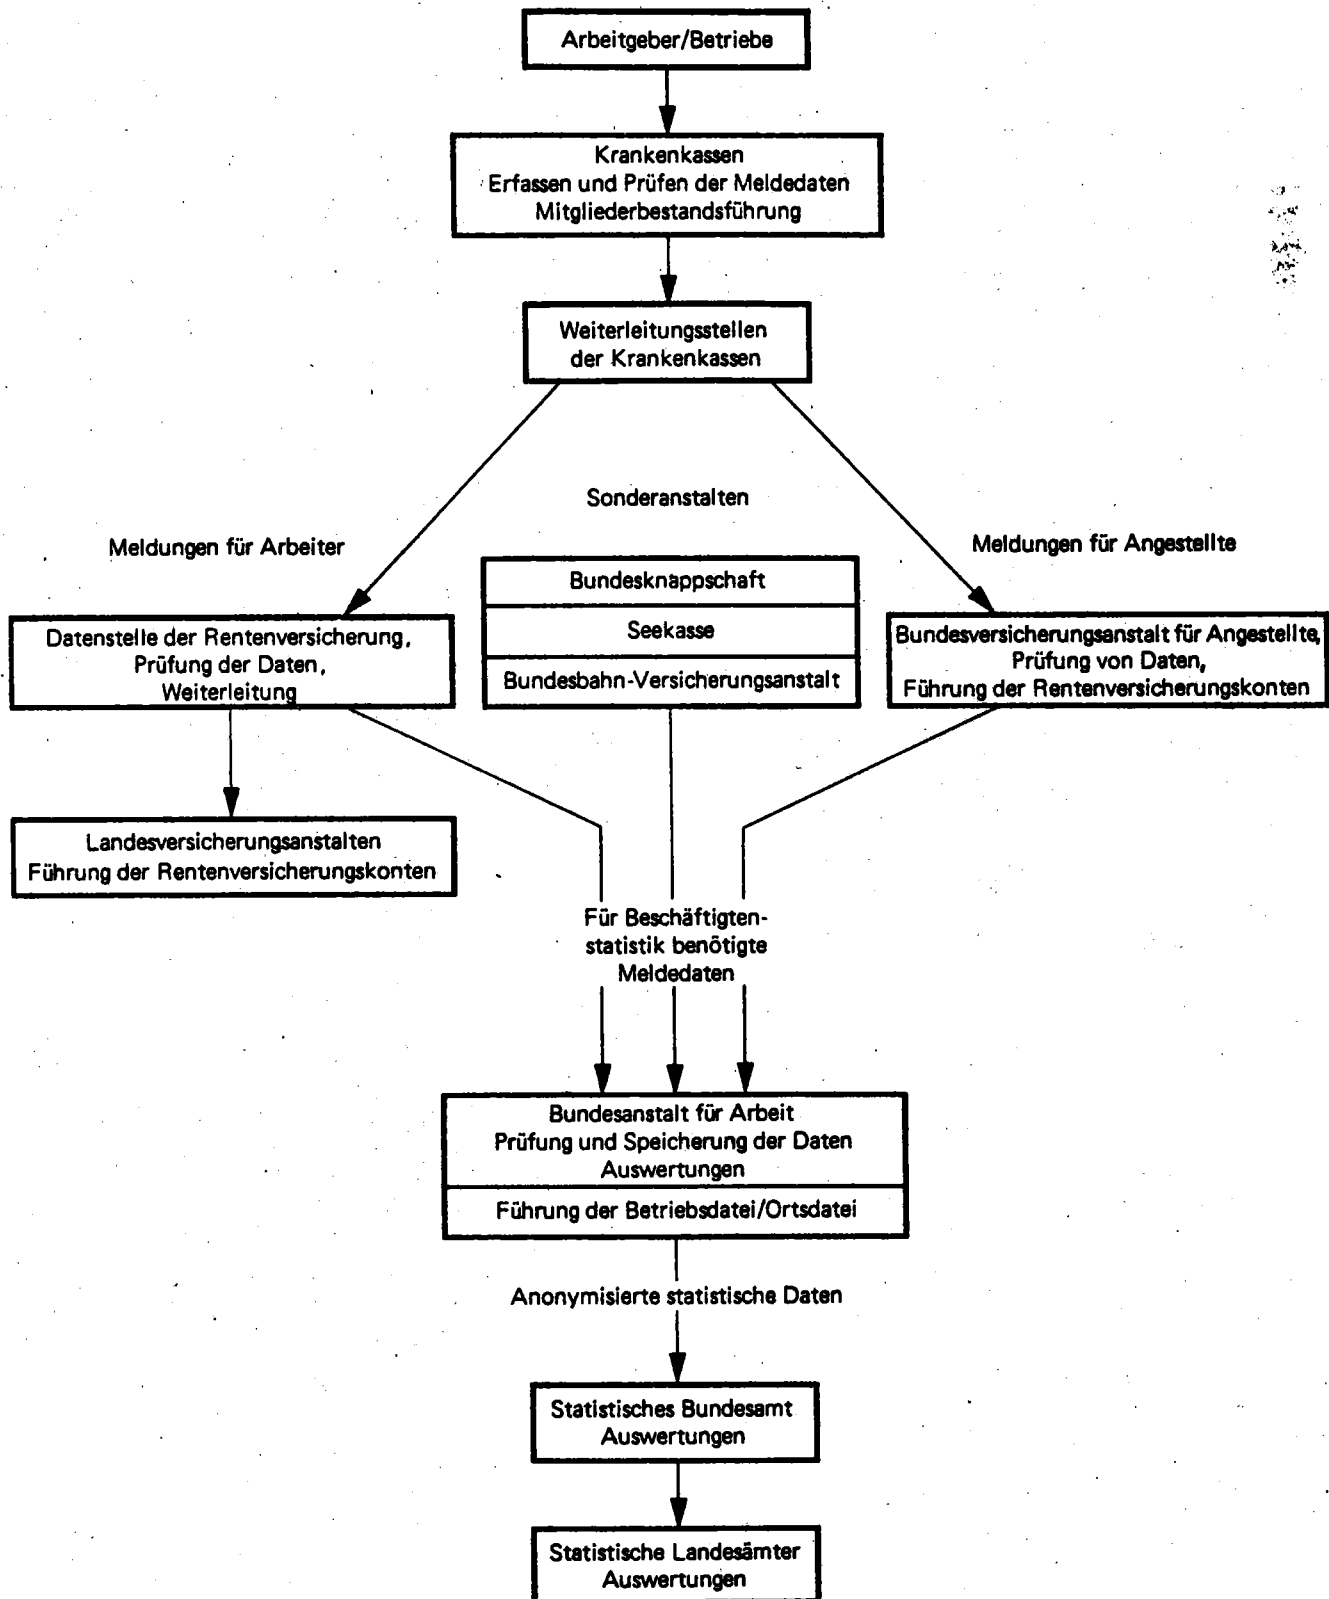 Arbeitgeber/Betriebe
Krankenkassen
Erfassen und Prüfen der Meldedaten
Mitgliederbestandsführung
Weiterleitungsstellen
der Krankenkassen
Sonderanstalten
Meldungen für Arbeiter
Meldungen für Angestellte
Datenstelle der Rentenversicherung,
Prüfung der Daten,
Weiterleitung
Bundesknappschaft
Seekasse
Bundesbahn-Versicherungsanstalt
Bundesversicherungsanstalt für Angestellte,
Prüfung von Daten,
Führung der Rentenversicherungskonten
Landesversicherungsanstalten
Führung der Rentenversicherungskonten
Für Beschäftigten-
statistik benötigte
Meldedaten
Bundesanstalt für Arbeit
Prüfung und Speicherung der Daten
Auswertungen
Führung der Betriebsdatei/Ortsdatei
Anonymisierte statistische Daten
Statistisches Bundesamt
Auswertungen
Statistische Landesämter
Auswertungen